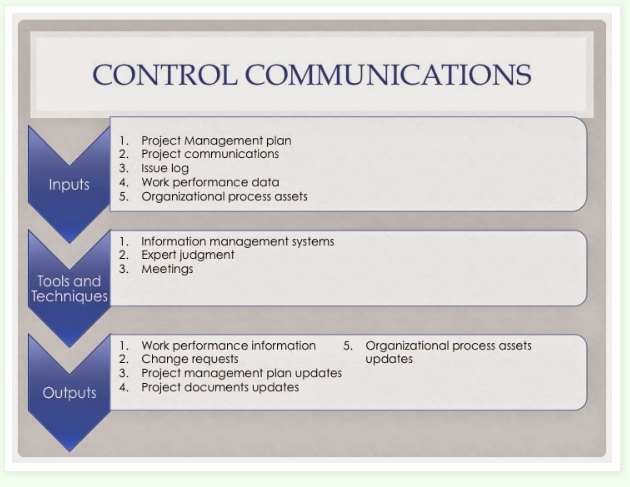 CONTROL COMMUNICATIONS
Inputs
1. Project Management plan
2. Project communications
3. Issue log
4. Work performance data
5. Organizational process assets
Tools and
Techniques
1. Information management systems
2. Expert judgment
3. Meetings
Outputs
1. Work performance information
2. Change requests
3. Project management plan updates
4. Project documents updates
5. Organizational process assets
updates